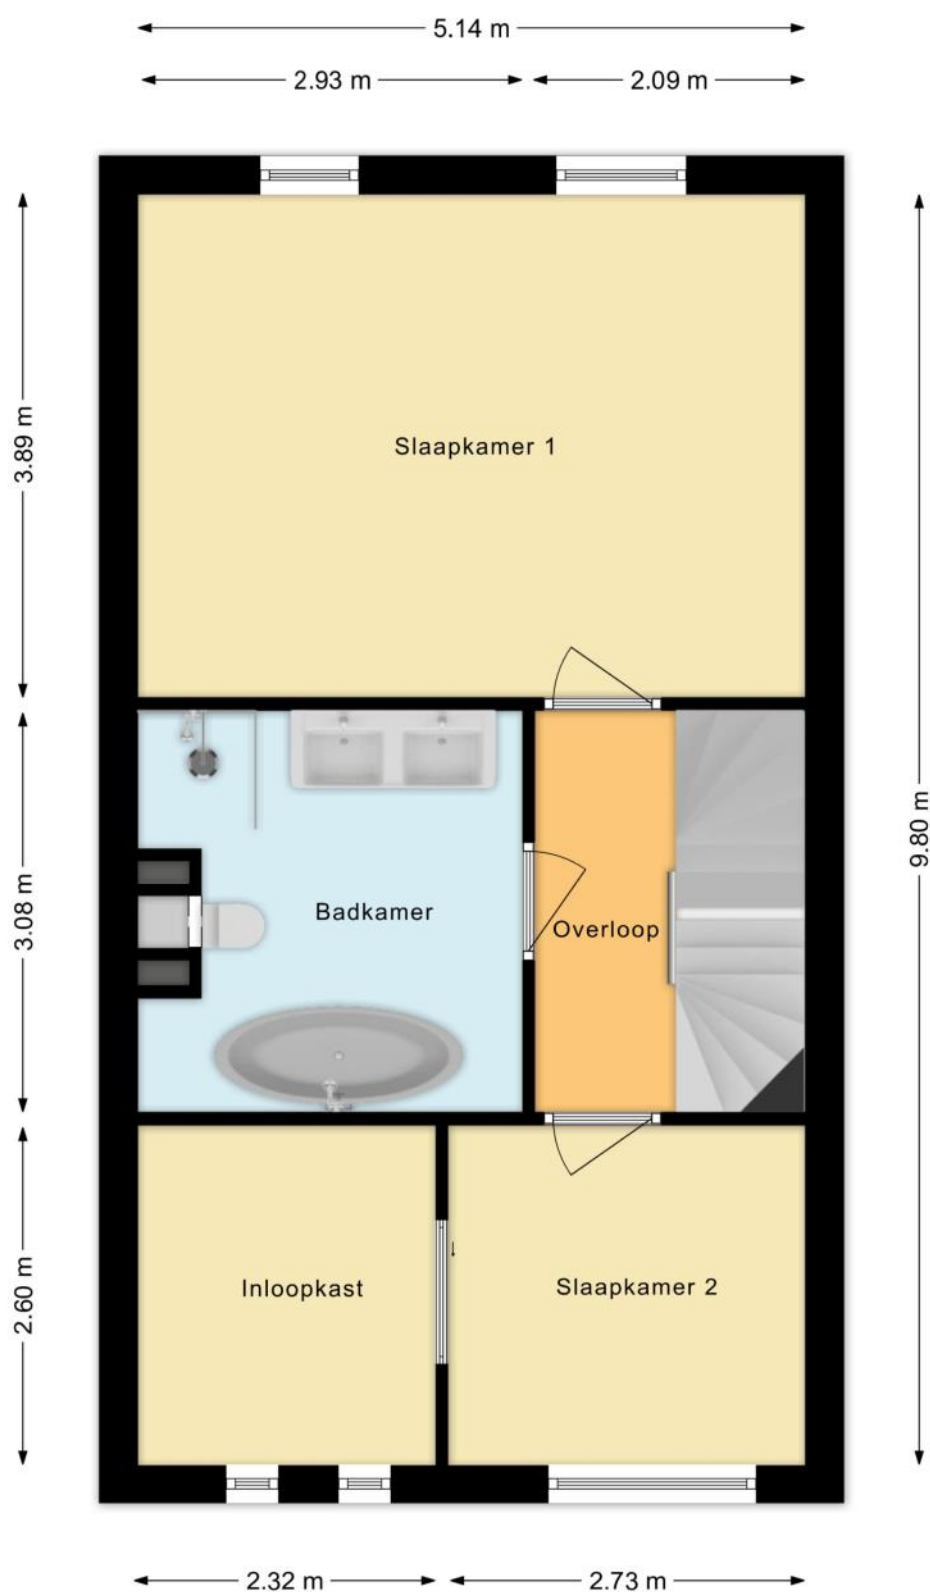 5.14 m
2.93 m
2.09 m
3.89 m
Slaapkamer 1
9.80 m
3.08 m
Badkamer
Overloop
2.60 m
Inloopkast
Slaapkamer 2
2.32 m
2.73 m